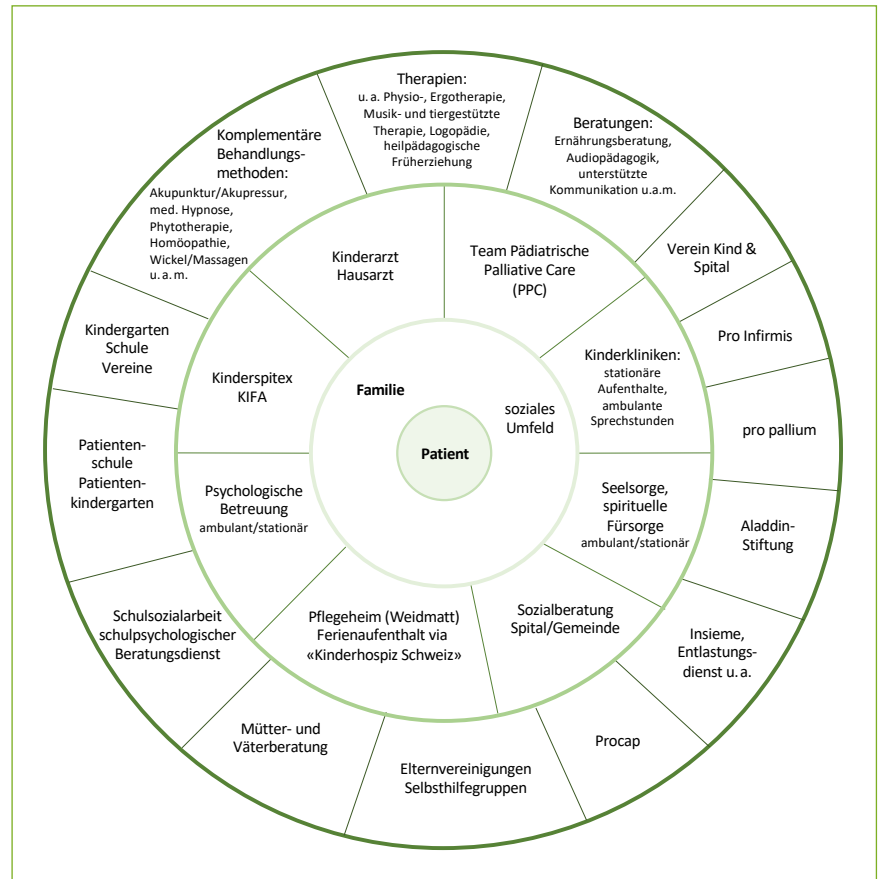 Therapien:
u. a. Physio-, Ergotherapie,
Musik- und tiergestützte
Therapie, Logopädie,
heilpädagogische
Früherziehung
Beratungen:
Ernährungsberatung,
Audiopädagogik,
unterstützte
Kommunikation u.a.m.
Verein Kind &
Spital
Pro Infirmis
pro pallium
Aladdin-
Stiftung
Insieme,
Entlastungs-
dienst u. a.
Procap
Elternvereinigungen
Selbsthilfegruppen
Mütter- und
Väterberatung
Schulsozialarbeit
schulpsychologischer
Beratungsdienst
Patienten-
schule
Patienten-
kindergarten
Kindergarten
Schule
Vereine
Komplementäre
Behandlungs-
methoden:
Akupunktur/Akupressur,
med. Hypnose,
Phytotherapie,
Homöopathie,
Wickel/Massagen
u. a. m.
Kinderarzt
Hausarzt
Team Pädiatrische
Palliative Care
(PPC)
Kinderkliniken:
stationäre
Aufenthalte,
ambulante
Sprechstunden
Seelsorge,
spirituelle
Fürsorge
ambulant/stationär
Sozialberatung
Spital/Gemeinde
Pflegeheim (Weidmatt)
Ferienaufenthalt via
«Kinderhospiz Schweiz»
Psychologische
Betreuung
ambulant/stationär
Kinderspitex
KIFA
Familie
soziales
Umfeld
Patient